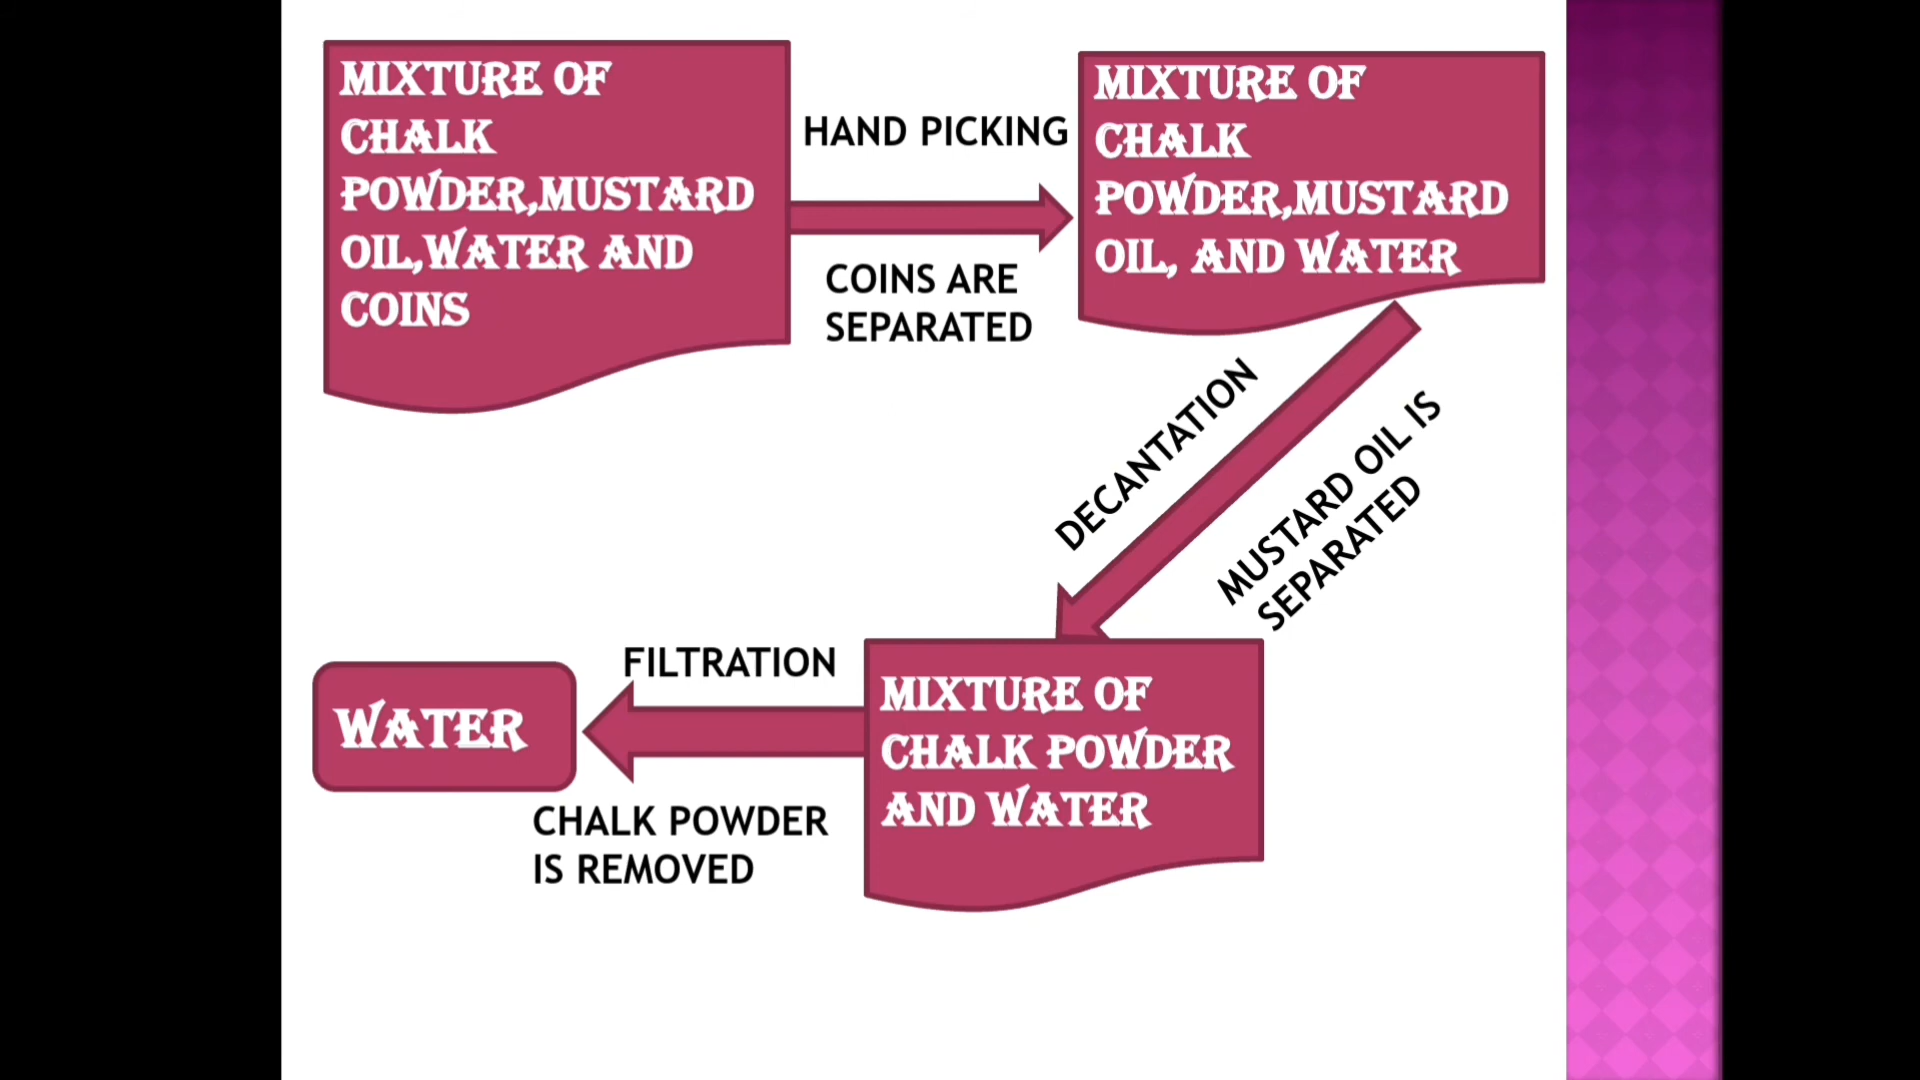 MIXTURE OF
CHALK
POWDER,MUSTARD
OIL,WATER AND
COINS
HAND PICKING
COINS ARE
SEPARATED
MIXTURE OF
CHALK
POWDER,MUSTARD
OIL, AND WATER
DECANTATION
MUSTARD OIL IS
SEPARATED
MIXTURE OF
CHALK POWDER
AND WATER
FILTRATION
CHALK POWDER
IS REMOVED
WATER